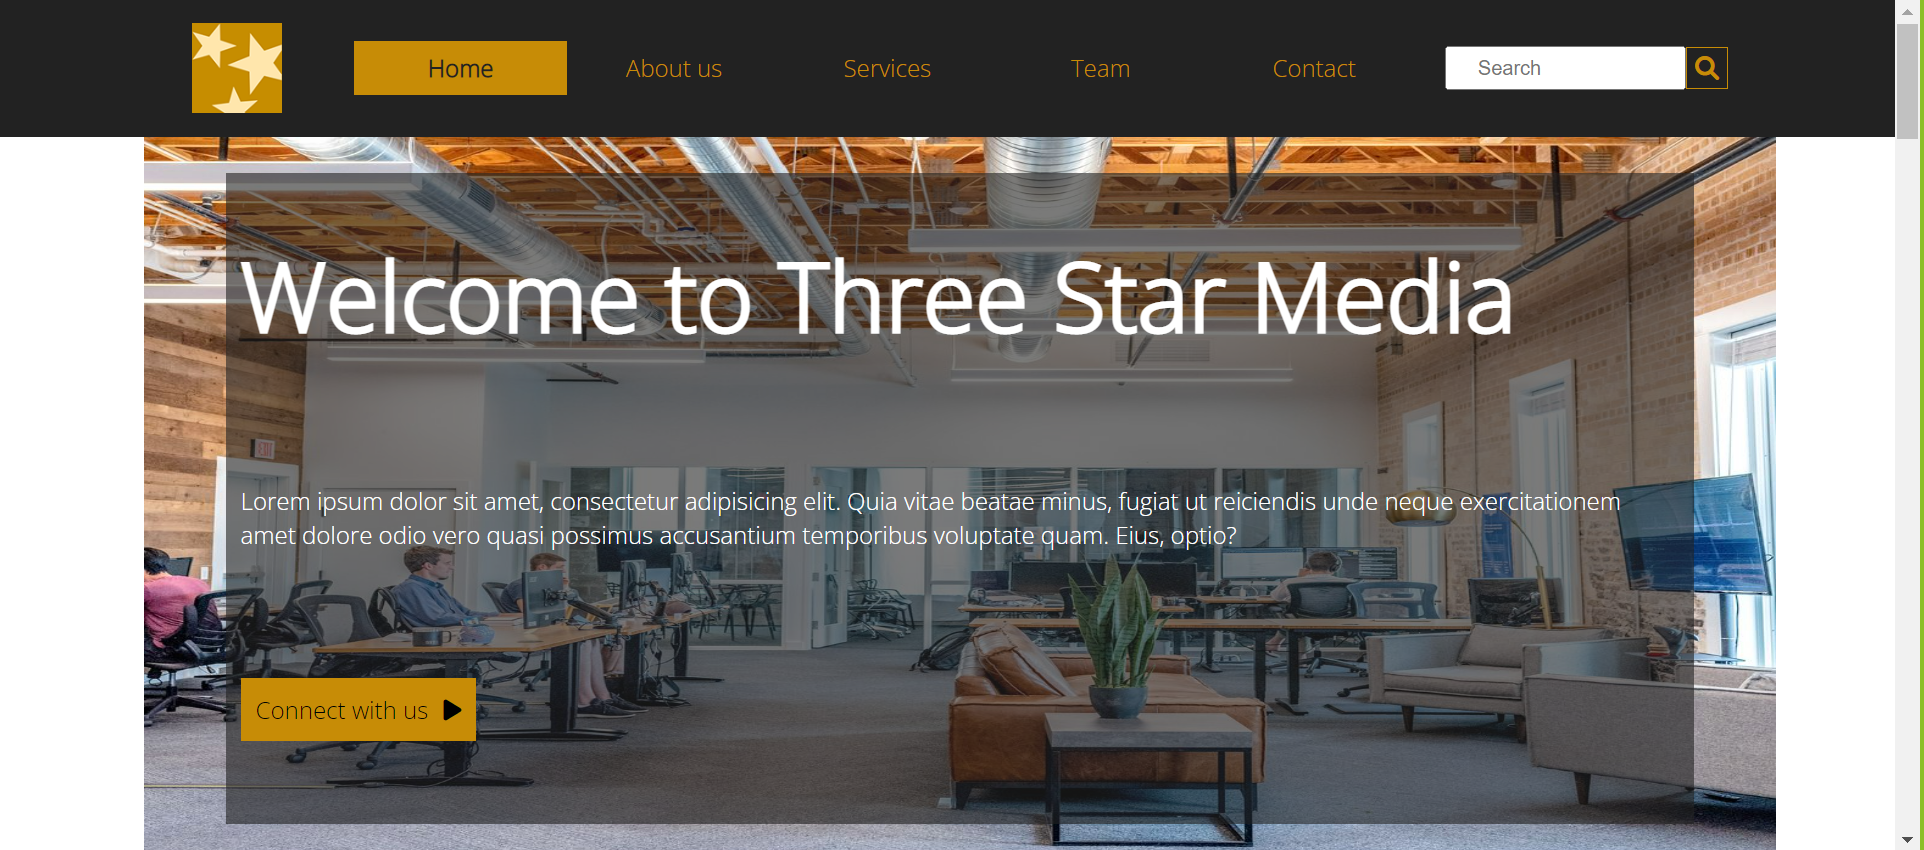 Home
About us
Services
Team
Contact
Search
Welcome to Three Star Media
Lorem ipsum dolor sit amet, consectetur adipisicing elit. Quia vitae beatae minus, fugiat ut reiciendis unde neque exercitationem
amet dolore odio vero quasi possimus accusantium temporibus voluptate quam. Eius, optio?
EXIT
Connect with us